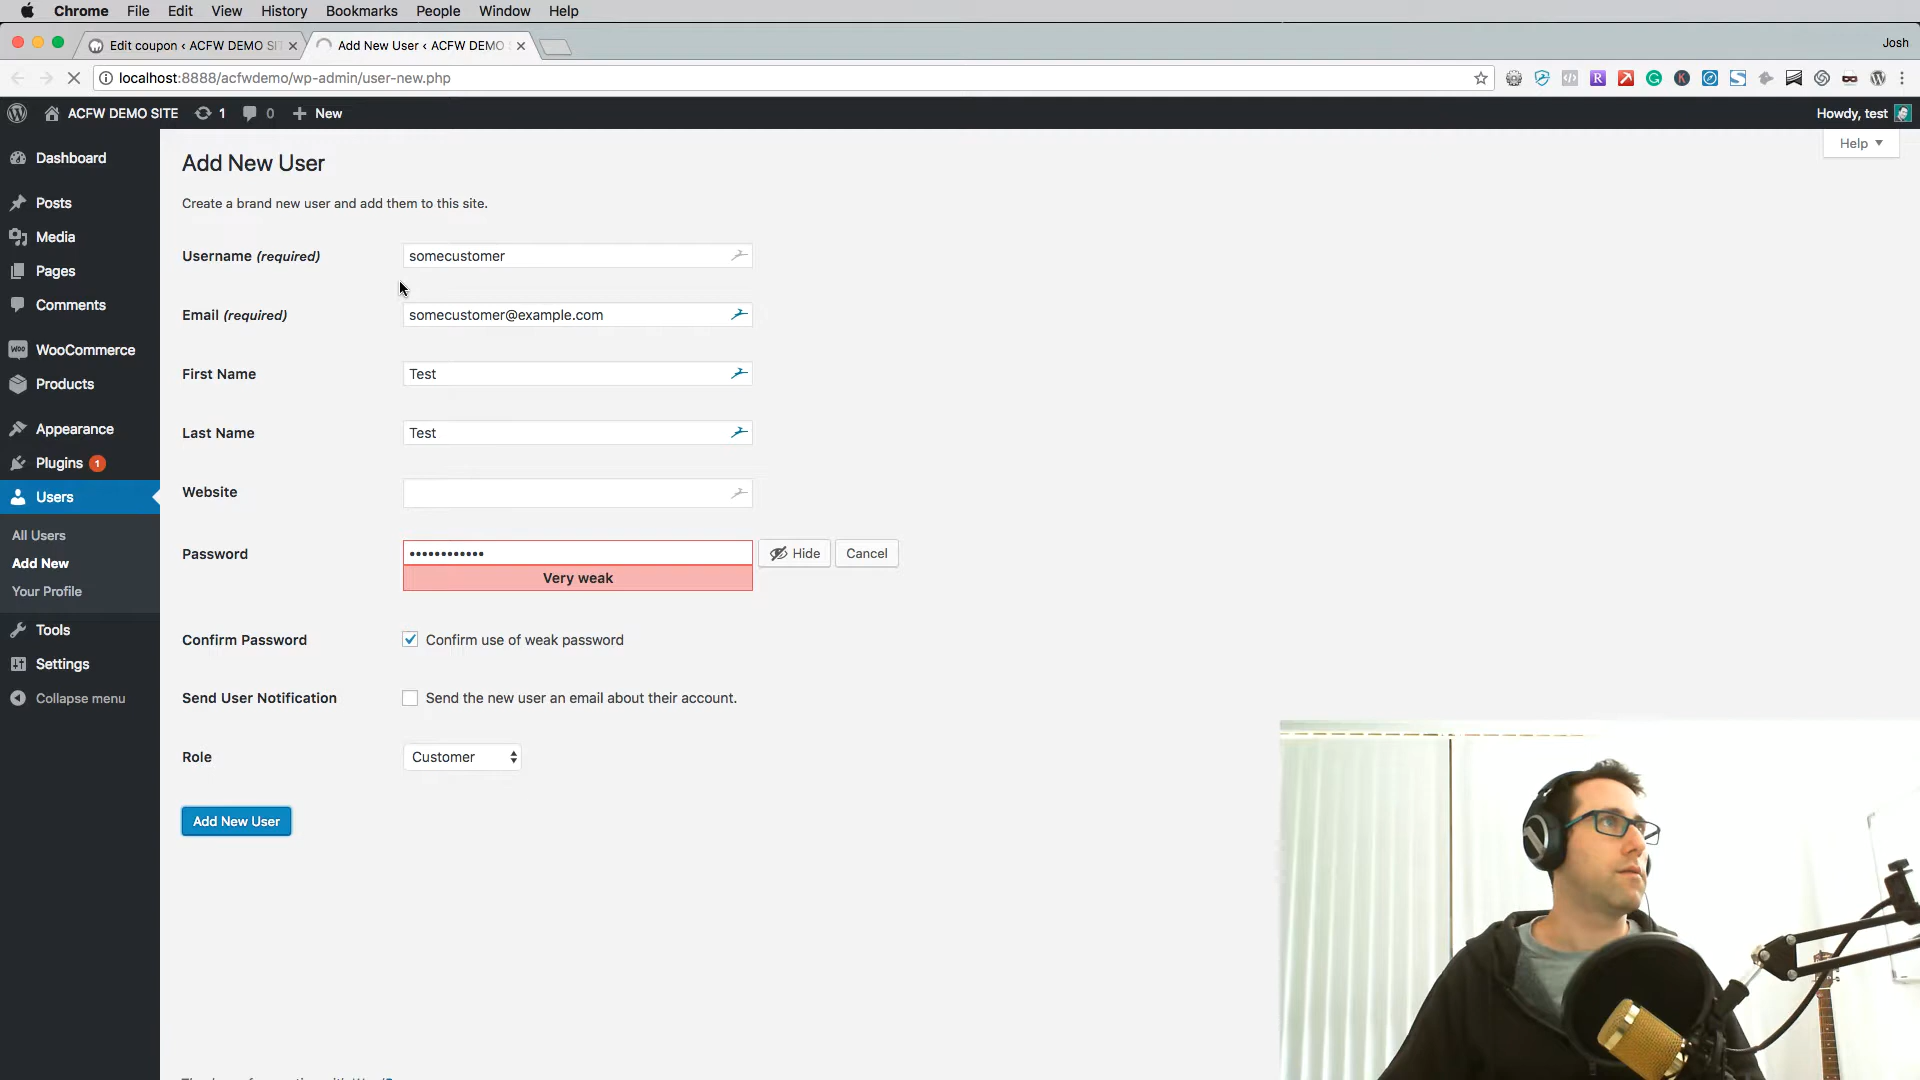 Chrome File Edit View History Bookmarks People Window Help
Edit coupon ‹ ACFW DEMO SI
Add New User ‹ ACFW DEMO
Josh
localhost:8888/acfwdemo/wp-admin/user-new.php
ACFW DEMO SITE 1 0 New
Howdy, test
Help
Dashboard
Posts
Media
Pages
Comments
WooCommerce
Products
Appearance
Plugins 1
Users
All Users
Add New
Your Profile
Tools
Settings
Collapse menu
Add New User
Create a brand new user and add them to this site.
Username (required) somecustomer
Email (required) somecustomer@example.com
First Name Test
Last Name Test
Website
Password •••••••••••• Hide Cancel
Very weak
Confirm Password Confirm use of weak password
Send User Notification Send the new user an email about their account.
Role Customer
Add New User